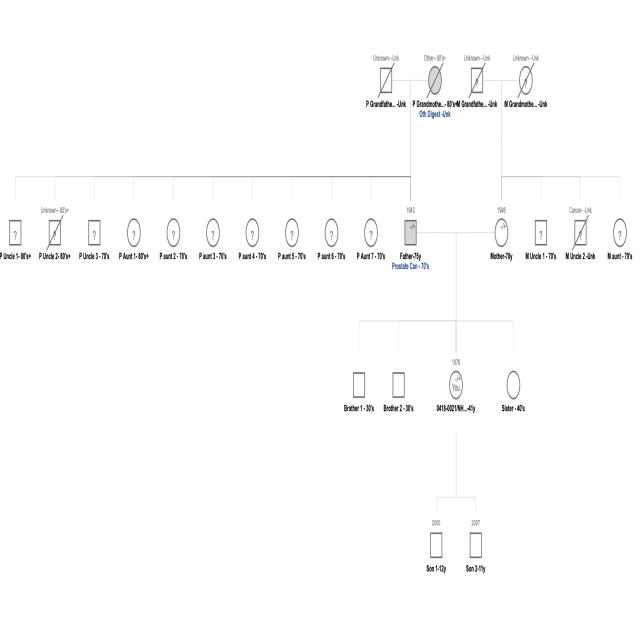 Unknown- -Unk
Other- 80's+
Unknown- -Unk
Unknown- -Unk
?
?
P Grandfathe... -Unk
P Grandmothe... - 80's+
M Grandfathe... -Unk
M Grandmothe... -Unk
Oth Digest -Unk
Unknown- 80's+
1943
1948
Cancer- -Unk
?
?
?
?
?
?
?
?
?
?
-/+
-/+
?
?
?
P Uncle 1- 80's+
P Uncle 2- 80's+
P Uncle 3 - 70's
P Aunt 1- 80's+
P aunt 2 - 70's
P aunt 3 - 70's
P aunt 4 - 70's
P aunt 5 - 70's
P aunt 6 - 70's
P Aunt 7 - 70's
Father-75y
Mother-70y
M Uncle 1 - 70's
M Uncle 2 -Unk
M aunt - 70's
Prostate Can - 70's
1976
-/+
You
Brother 1 - 30's
Brother 2 - 30's
0418-0021/NH...-41y
Sister - 40's
2006
2007
Son 1-12y
Son 2-11y